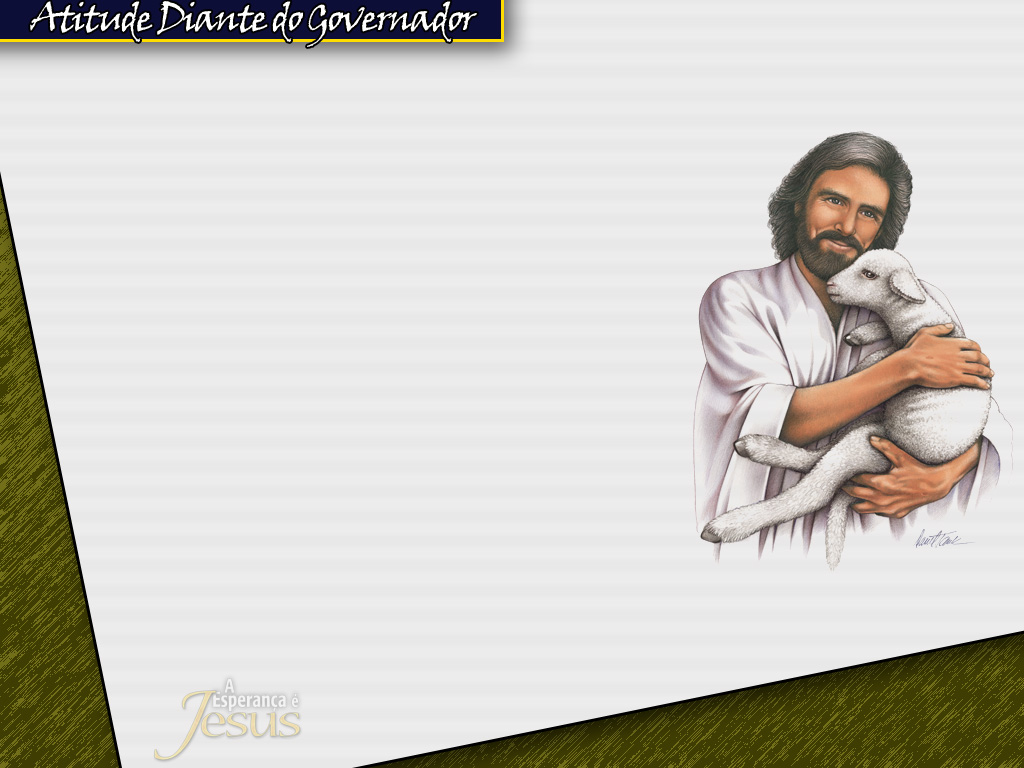 Atitude Diante do Governador
A
Esperança é
Jesus